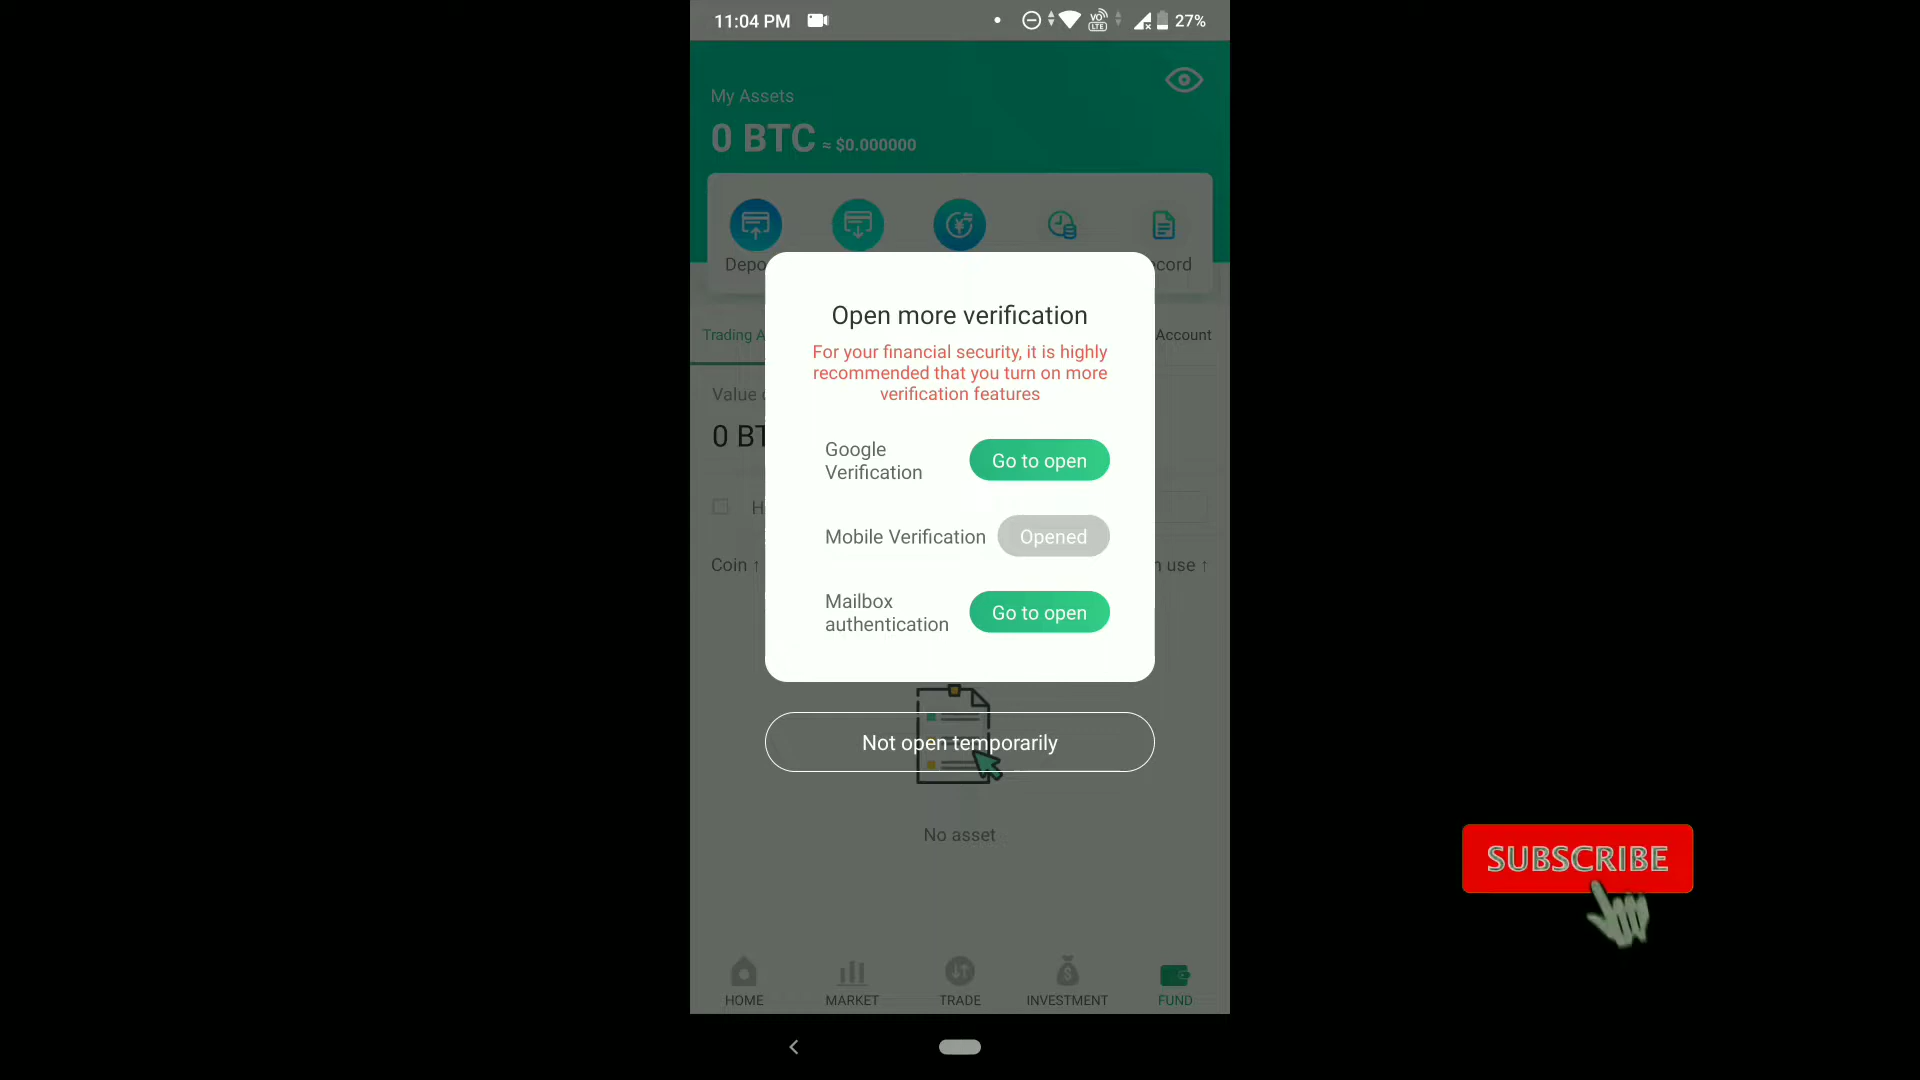 11:04 PM
VO LTE
27%
My Assets
0 BTC ≈ $0.000000
Depo
cord
Trading A
Account
Value
0 BT
H
Coin ↑
n use ↑
Open more verification
For your financial security, it is highly
recommended that you turn on more
verification features
Google
Verification
Go to open
Mobile Verification
Opened
Mailbox
authentication
Go to open
Not open temporarily
No asset
SUBSCRIBE
HOME
MARKET
TRADE
INVESTMENT
FUND